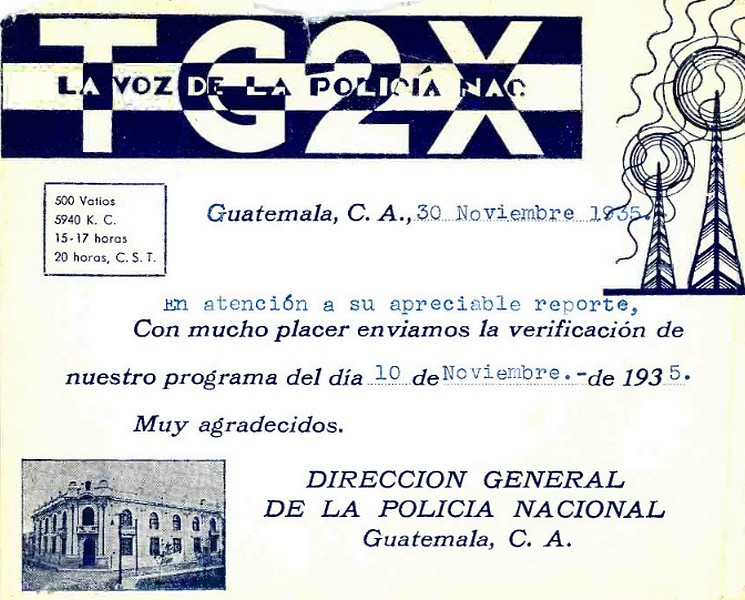 TG2X
LA VOZ DE LA POLICÍA NAC
500 Vatios
5940 K. C.
15-17 horas
20 horas, C. S. T.
Guatemala, C. A., 30 Noviembre 1935.
En atención a su apreciable reporte,
Con mucho placer enviamos la verificación de
nuestro programa del día 10 de Noviembre.- de 1935.
Muy agradecidos.
DIRECCION GENERAL
DE LA POLICIA NACIONAL
Guatemala, C. A.